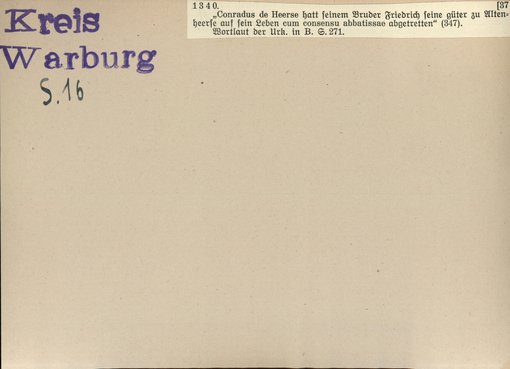 Kreis
Warburg
S. 16
1340. [37
„Conradus de Heerse hatt seinem Bruder Friedrich seine güter zu Alten-
heerse auf sein Leben cum consensu abbatissae abgetretten“ (347).
Wortlaut der Urk. in B. S. 271.